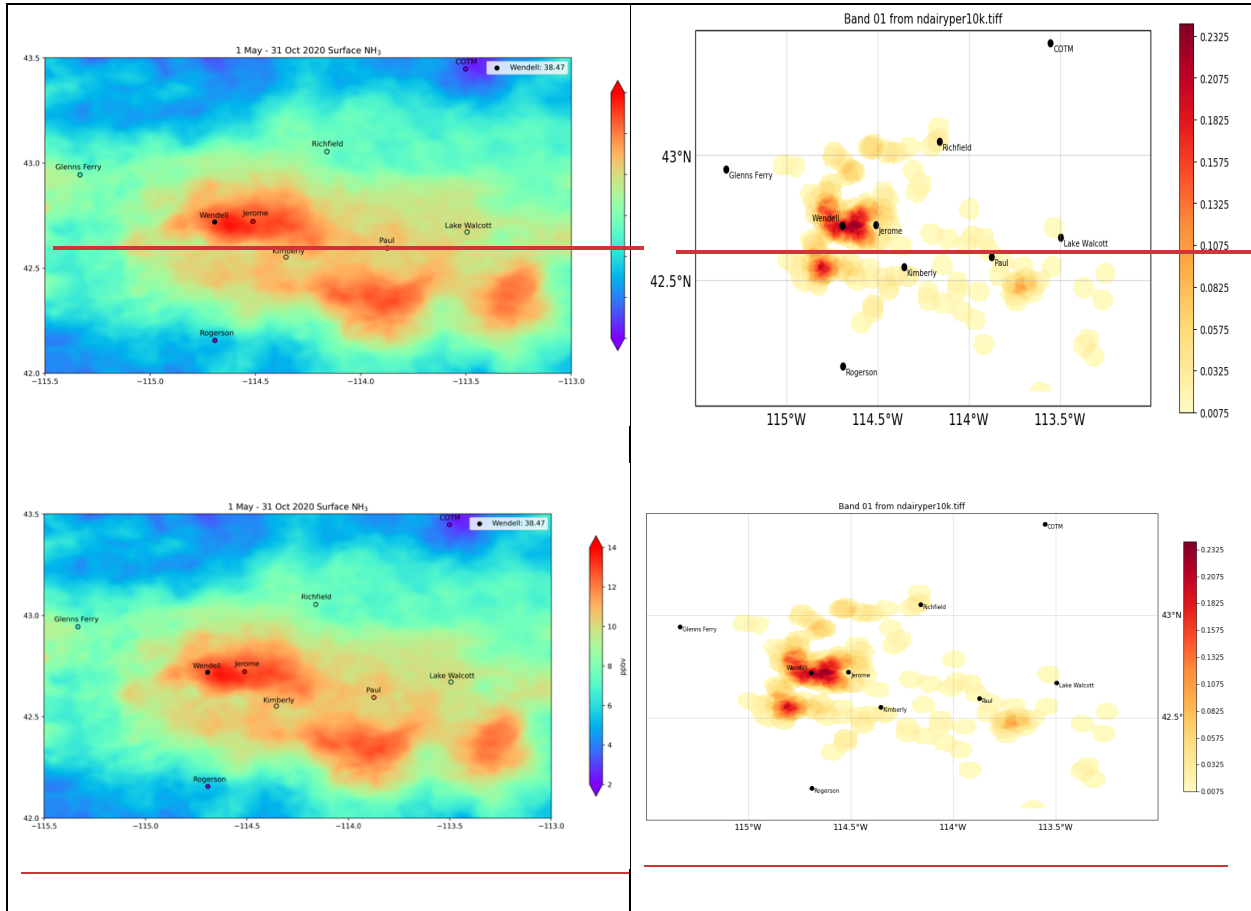 1 May - 31 Oct 2020 Surface NH3
43.5
43.0
42.5
42.0
−115.5 −115.0 −114.5 −114.0 −113.5 −113.0
COTM
Wendell: 38.47
Richfield
Glenns Ferry
Wendell
Jerome
Lake Walcott
Paul
Kimberly
Rogerson
Band 01 from ndairyper10k.tiff
COTM
Richfield
43°N
Glenns Ferry
Wendell
Jerome
Lake Walcott
Paul
42.5°N
Kimberly
Rogerson
115°W 114.5°W 114°W 113.5°W
0.2325
0.2075
0.1825
0.1575
0.1325
0.1075
0.0825
0.0575
0.0325
0.0075
1 May - 31 Oct 2020 Surface NH3
43.5
43.0
42.5
42.0
−115.5 −115.0 −114.5 −114.0 −113.5 −113.0
COTM
Wendell: 38.47
Richfield
Glenns Ferry
Wendell
Jerome
Lake Walcott
Paul
Kimberly
Rogerson
14
12
10
8
6
4
2
ppbv
Band 01 from ndairyper10k.tiff
COTM
Richfield
43°N
Glenns Ferry
Wendell
Jerome
Lake Walcott
Paul
Kimberly
42.5°
Rogerson
115°W 114.5°W 114°W 113.5°W
0.2325
0.2075
0.1825
0.1575
0.1325
0.1075
0.0825
0.0575
0.0325
0.0075